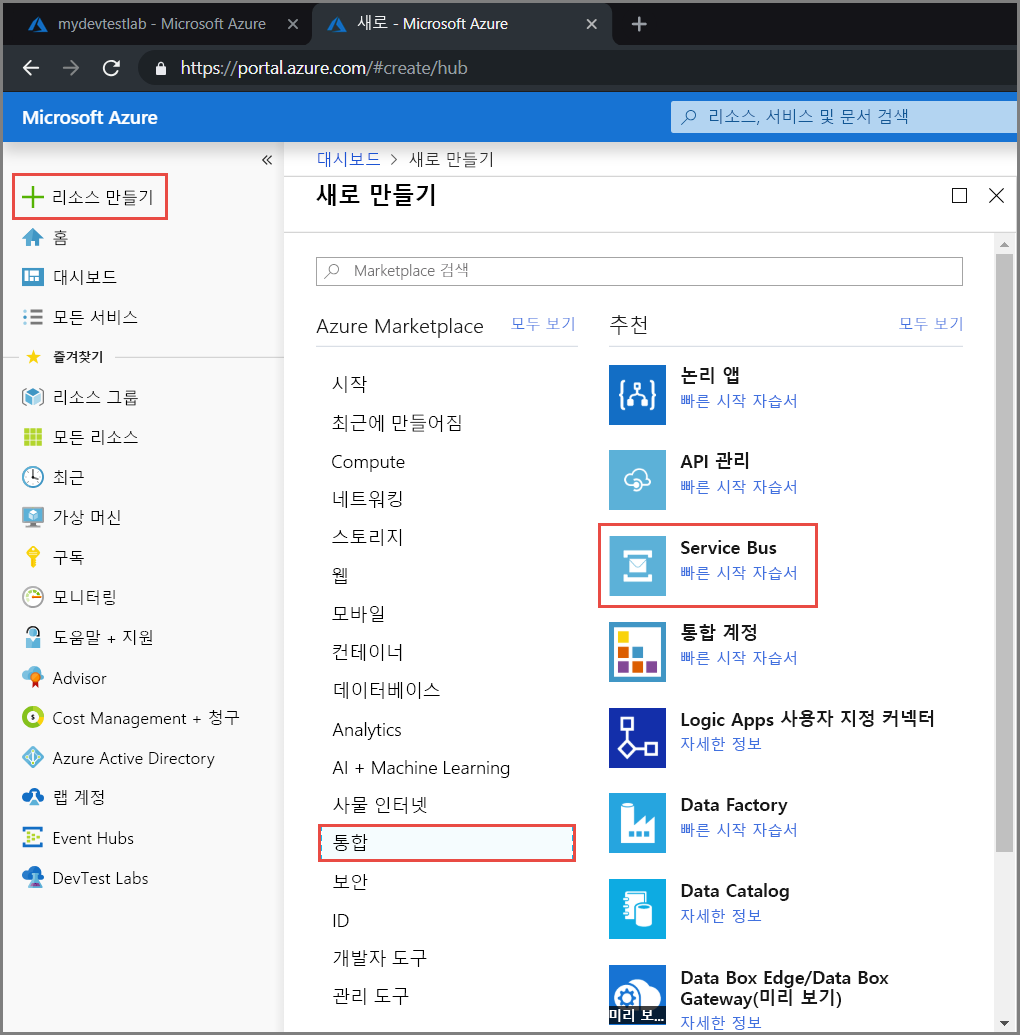 mydevtestlab - Microsoft Azure
새로 - Microsoft Azure
https://portal.azure.com/#create/hub
Microsoft Azure
리소스, 서비스 및 문서 검색
리소스 만들기
홈
대시보드
모든 서비스
즐겨찾기
리소스 그룹
모든 리소스
최근
가상 머신
구독
모니터링
도움말 + 지원
Advisor
Cost Management + 청구
Azure Active Directory
랩 계정
Event Hubs
DevTest Labs
대시보드 > 새로 만들기
새로 만들기
Marketplace 검색
Azure Marketplace 모두 보기
시작
최근에 만들어짐
Compute
네트워킹
스토리지
웹
모바일
컨테이너
데이터베이스
Analytics
AI + Machine Learning
사물 인터넷
통합
보안
ID
개발자 도구
관리 도구
추천 모두 보기
논리 앱
빠른 시작 자습서
API 관리
빠른 시작 자습서
Service Bus
빠른 시작 자습서
통합 계정
빠른 시작 자습서
Logic Apps 사용자 지정 커넥터
자세한 정보
Data Factory
빠른 시작 자습서
Data Catalog
자세한 정보
미리 보...
Data Box Edge/Data Box
Gateway(미리 보기)
자세한 정보